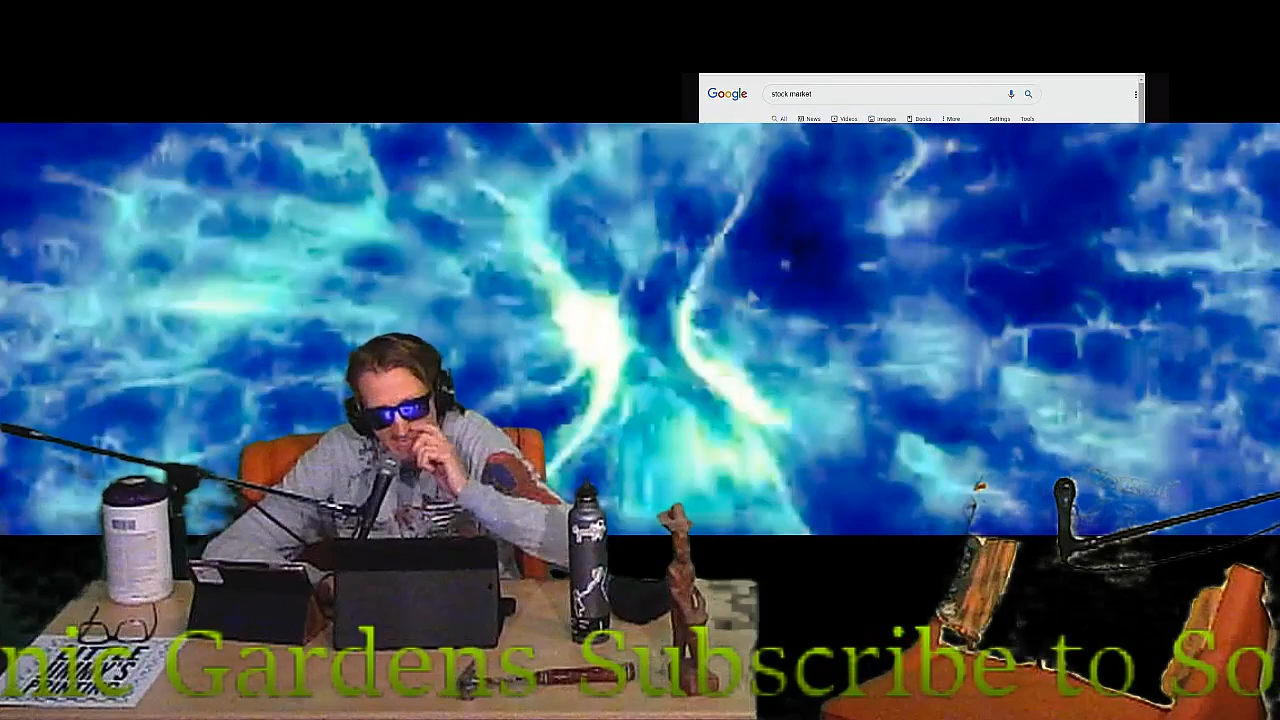 Google stock market
All News Videos Images Books More Settings Tools
nic Gardens Subscribe to So